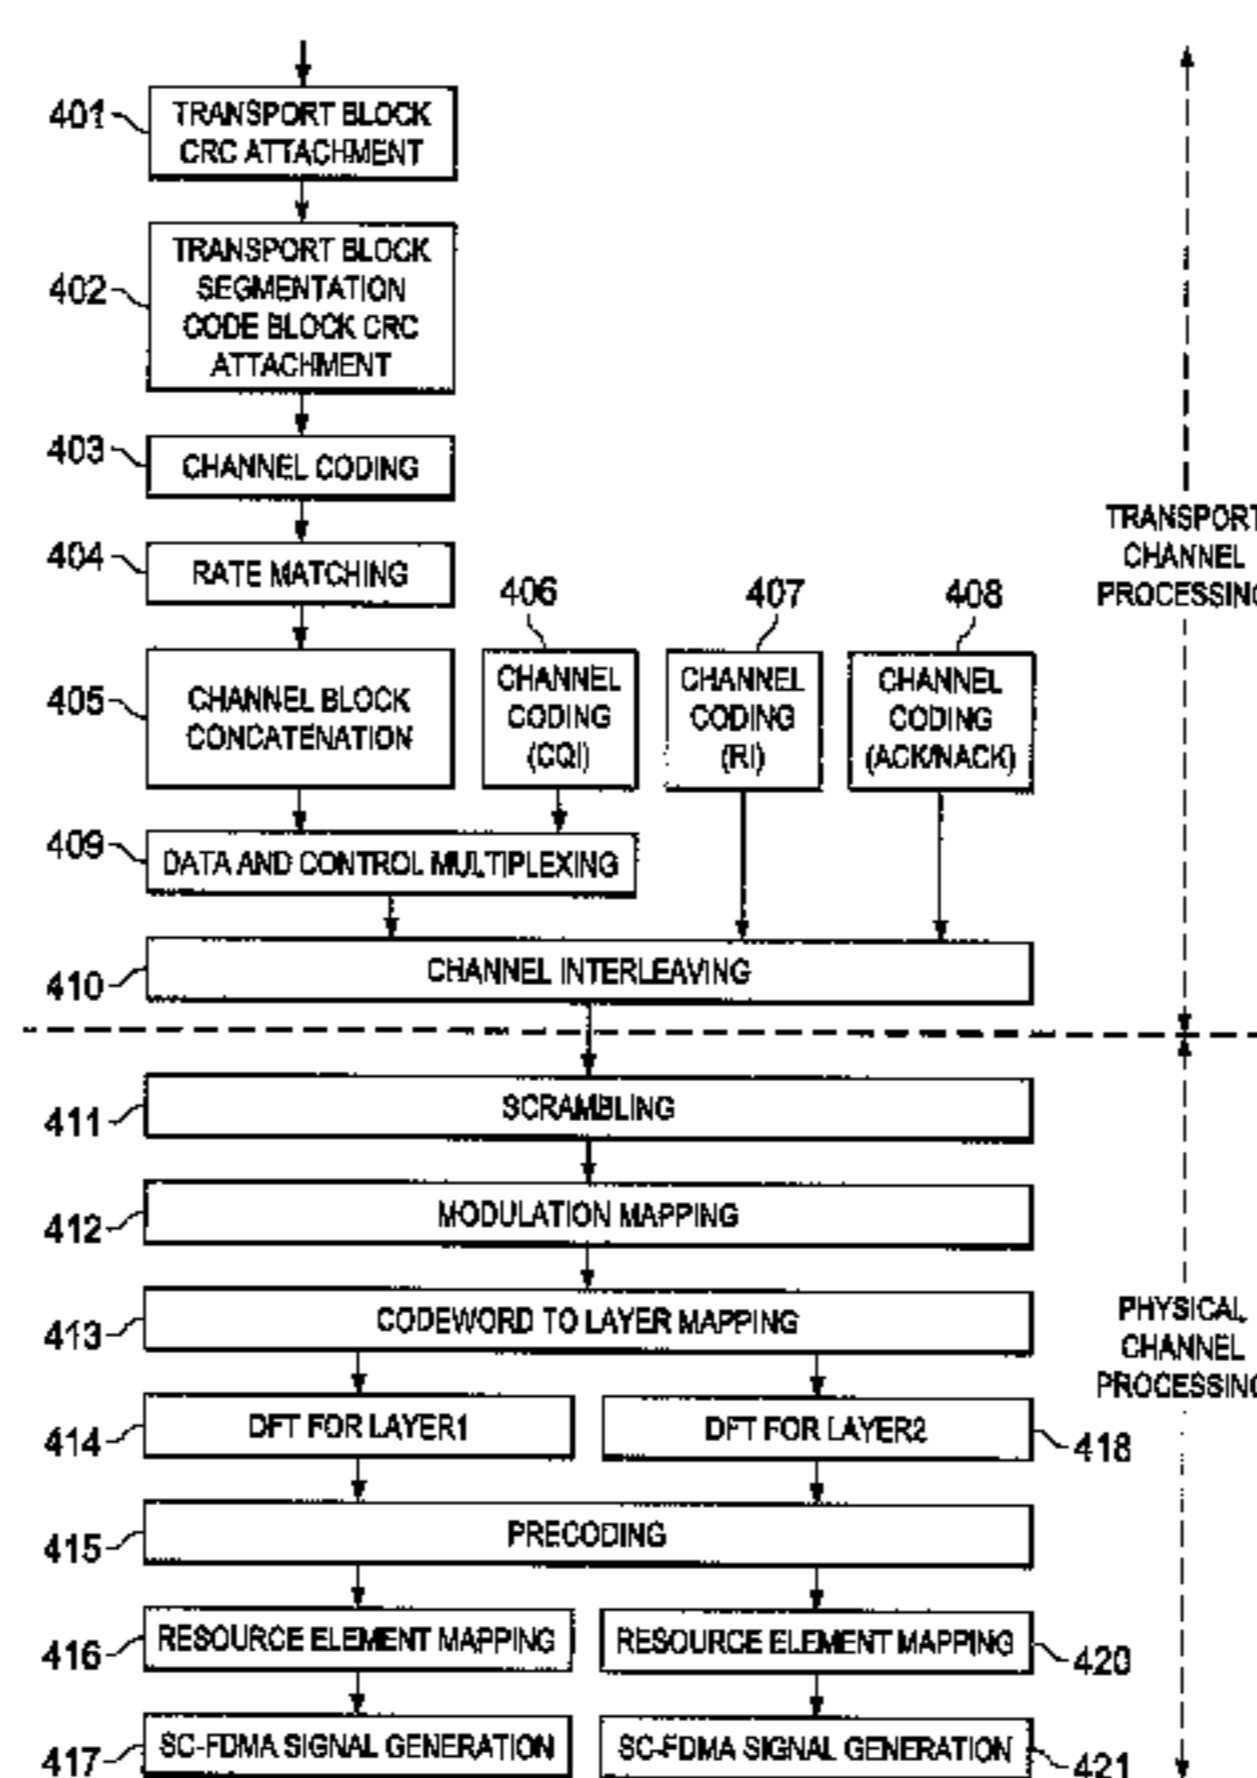 401
TRANSPORT BLOCK
CRC ATTACHMENT
402
TRANSPORT BLOCK
SEGMENTATION
CODE BLOCK CRC
ATTACHMENT
403
CHANNEL CODING
404
RATE MATCHING
TRANSPORT
CHANNEL
PROCESSING
405
CHANNEL BLOCK
CONCATENATION
406
CHANNEL
CODING
(CQI)
407
CHANNEL
CODING
(RI)
408
CHANNEL
CODING
(ACK/NACK)
409
DATA AND CONTROL MULTIPLEXING
410
CHANNEL INTERLEAVING
411
SCRAMBLING
412
MODULATION MAPPING
413
CODEWORD TO LAYER MAPPING
PHYSICAL
CHANNEL
PROCESSING
414
DFT FOR LAYER1
DFT FOR LAYER2
418
415
PRECODING
416
RESOURCE ELEMENT MAPPING
RESOURCE ELEMENT MAPPING
420
417
SC-FDMA SIGNAL GENERATION
SC-FDMA SIGNAL GENERATION
421